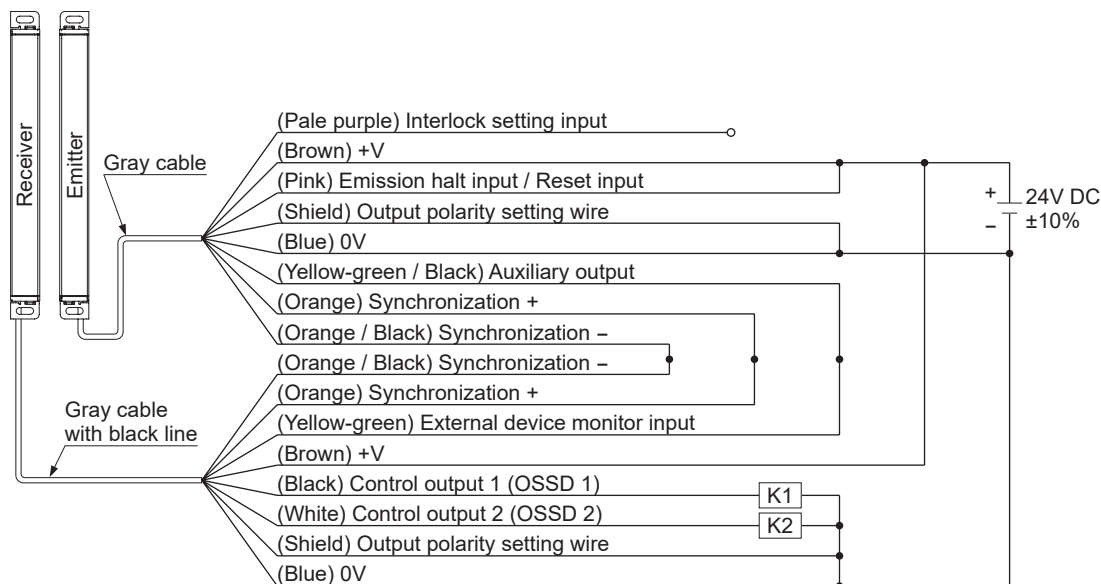 Receiver
Emitter
Gray cable
(Pale purple) Interlock setting input
(Brown) +V
(Pink) Emission halt input / Reset input
(Shield) Output polarity setting wire
(Blue) 0V
(Yellow-green / Black) Auxiliary output
(Orange) Synchronization +
(Orange / Black) Synchronization –
+
–
24V DC
±10%
Gray cable
with black line
(Orange / Black) Synchronization –
(Orange) Synchronization +
(Yellow-green) External device monitor input
(Brown) +V
(Black) Control output 1 (OSSD 1)
K1
(White) Control output 2 (OSSD 2)
K2
(Shield) Output polarity setting wire
(Blue) 0V